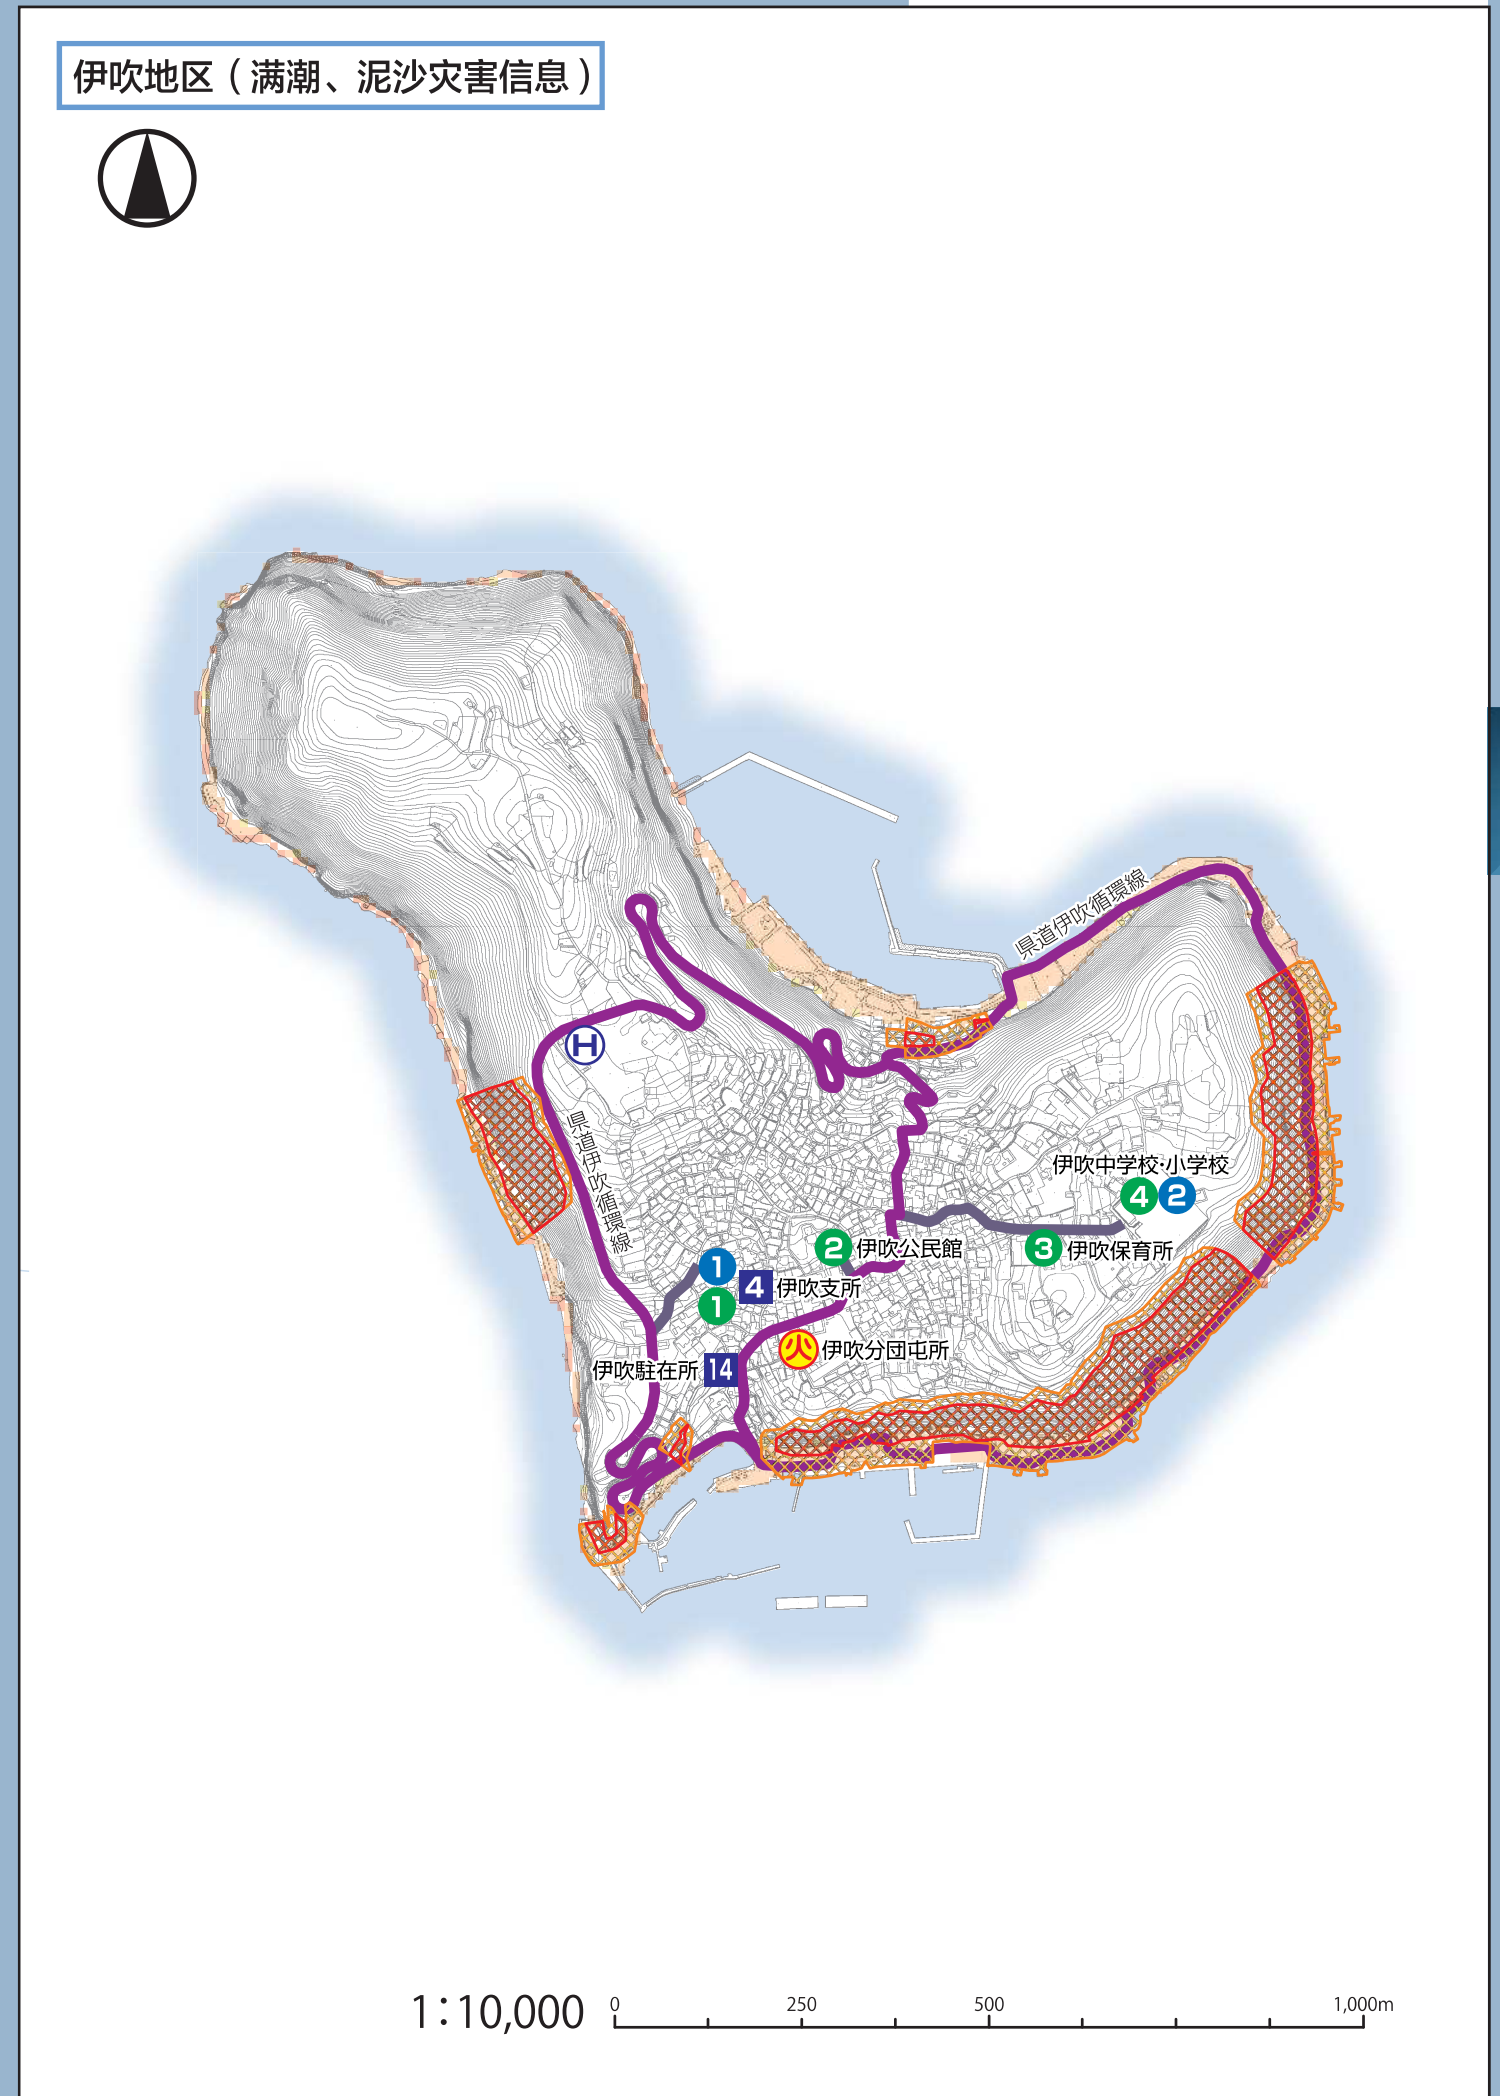 伊吹地区（满潮、泥沙灾害信息）
県道伊吹循環線
H
県道伊吹循環線
伊吹中学校・小学校
4 2
2 伊吹公民館
3 伊吹保育所
1
4 伊吹支所
1
火 伊吹分団屯所
伊吹駐在所 14
1：10,000
0 250 500 1,000m